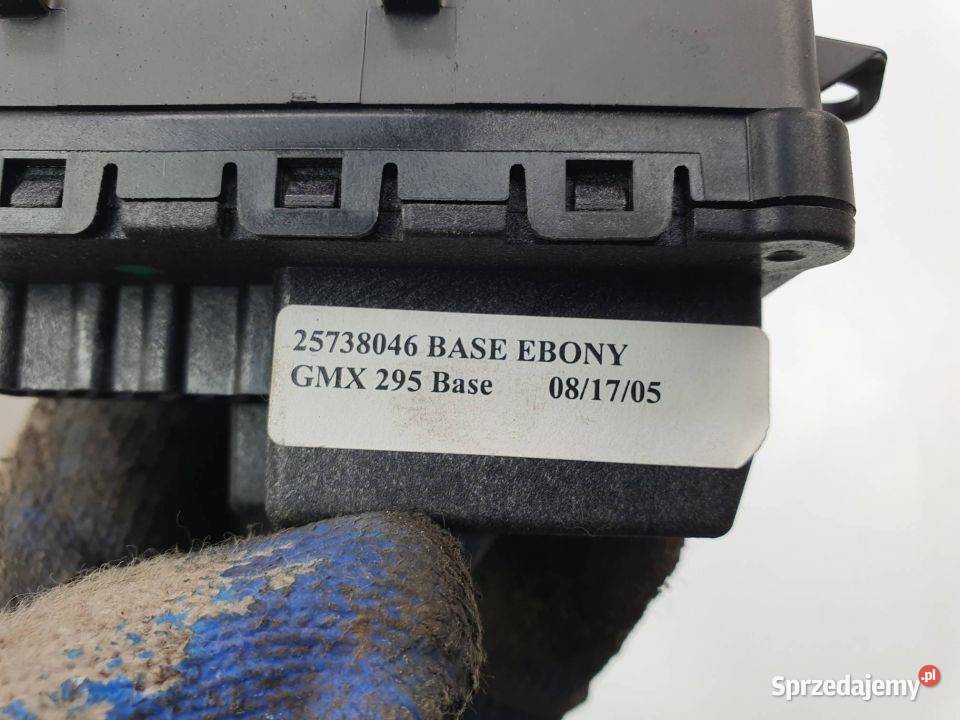 25738046 BASE EBONY
GMX 295 Base 08/17/05
Sprzedajemy.pl